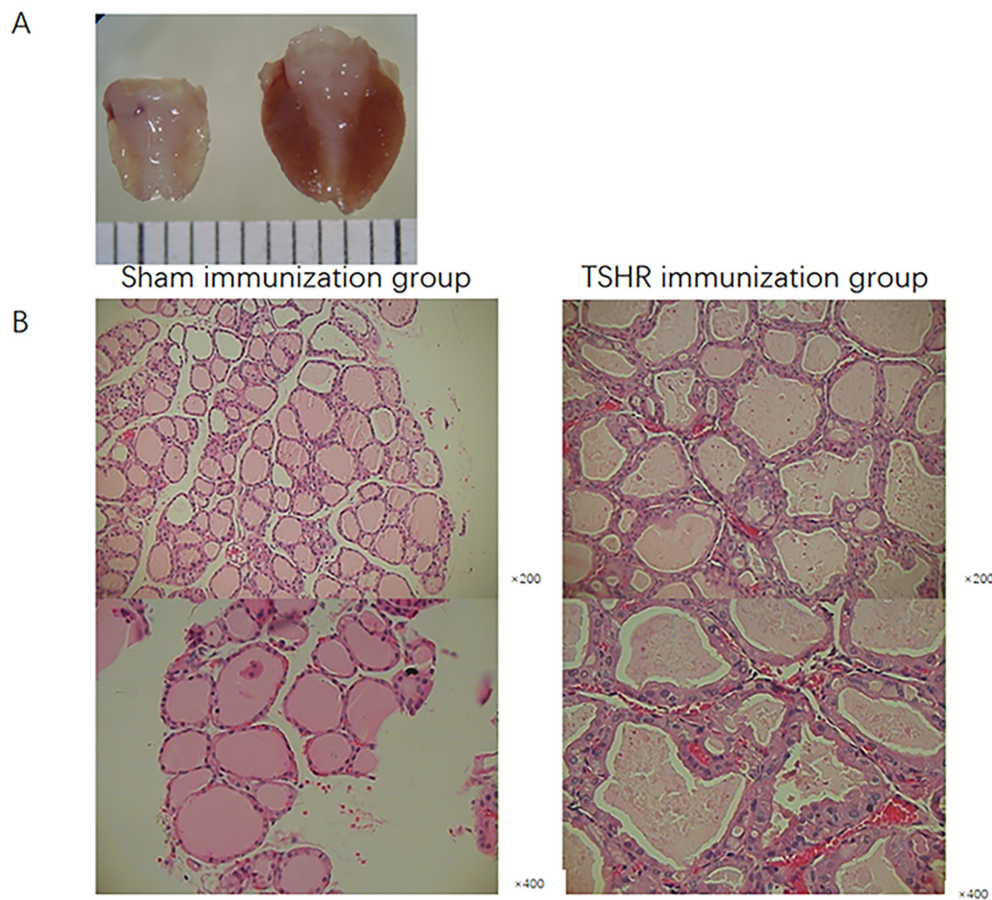 A
Sham immunization group
TSHR immunization group
B
×200
×200
×400
×400